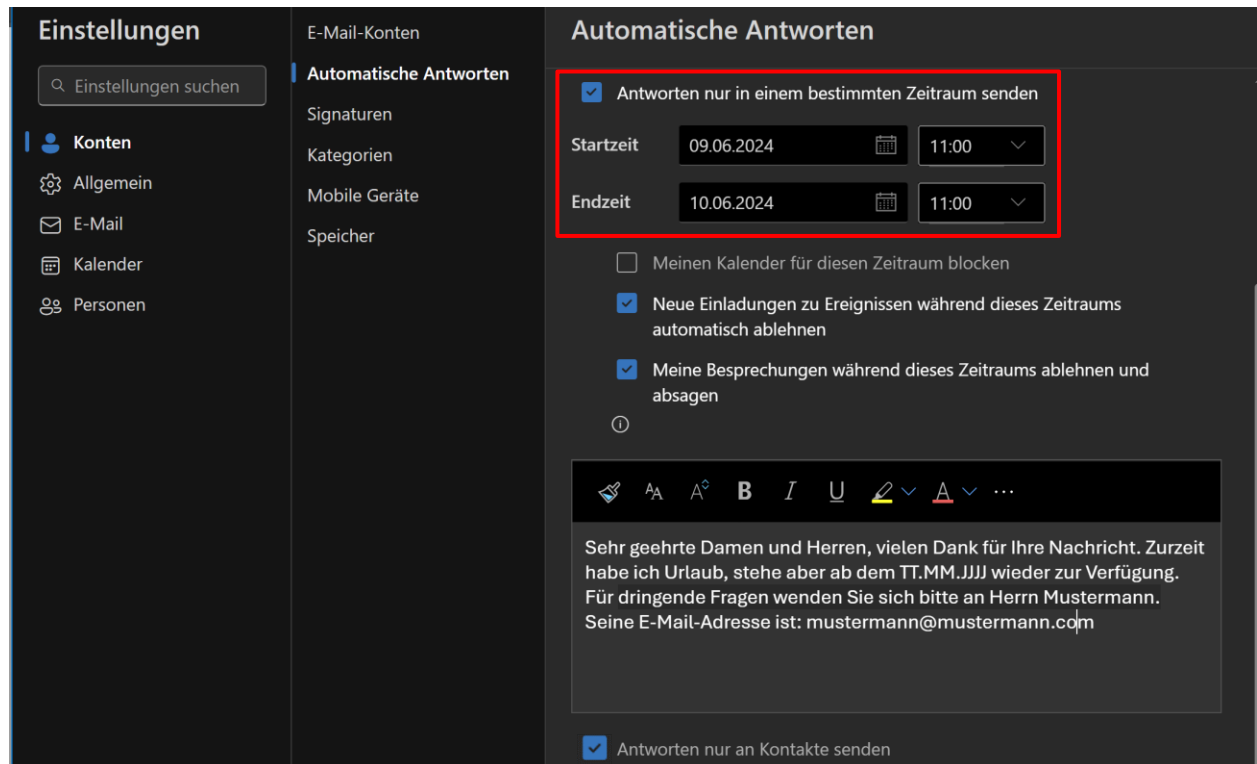 Einstellungen
Einstellungen suchen
Konten
Allgemein
E-Mail
Kalender
Personen
E-Mail-Konten
Automatische Antworten
Signaturen
Kategorien
Mobile Geräte
Speicher
Automatische Antworten
Antworten nur in einem bestimmten Zeitraum senden
Startzeit 09.06.2024 11:00
Endzeit 10.06.2024 11:00
Meinen Kalender für diesen Zeitraum blocken
Neue Einladungen zu Ereignissen während dieses Zeitraums
automatisch ablehnen
Meine Besprechungen während dieses Zeitraums ablehnen und
absagen
Sehr geehrte Damen und Herren, vielen Dank für Ihre Nachricht. Zurzeit
habe ich Urlaub, stehe aber ab dem TT.MM.JJJJ wieder zur Verfügung.
Für dringende Fragen wenden Sie sich bitte an Herrn Mustermann.
Seine E-Mail-Adresse ist: mustermann@mustermann.com
Antworten nur an Kontakte senden